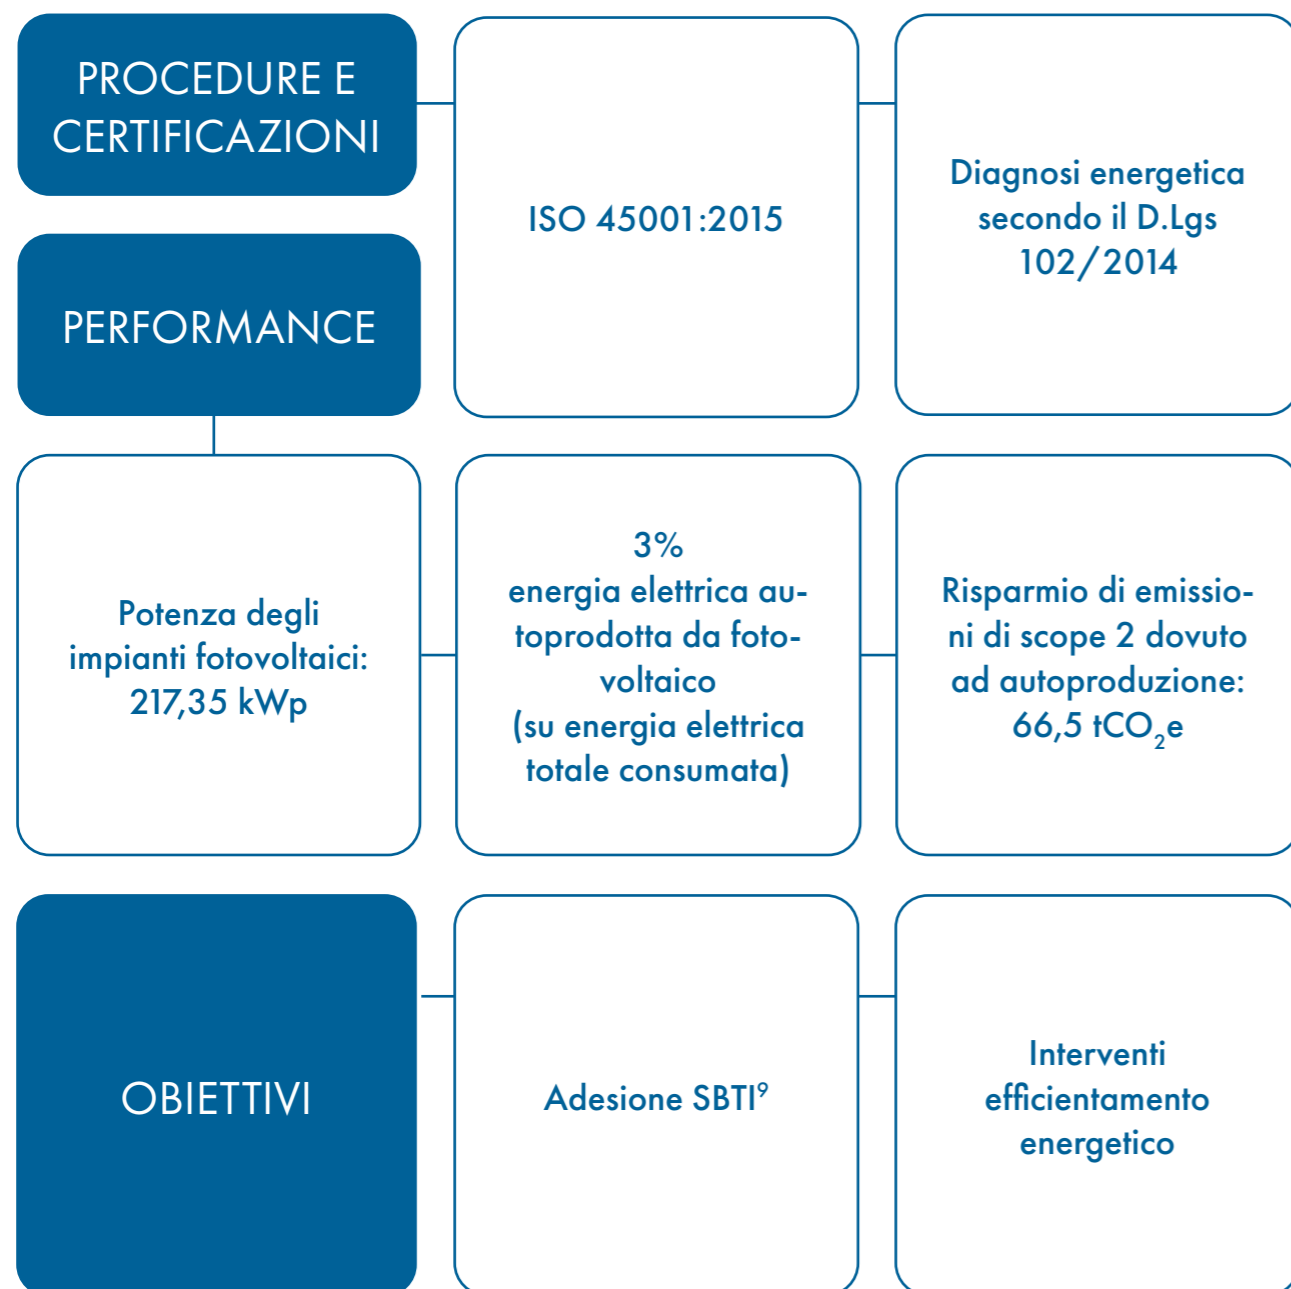 PROCEDURE E
CERTIFICAZIONI
ISO 45001:2015
Diagnosi energetica
secondo il D.Lgs
102/2014
PERFORMANCE
Potenza degli
impianti fotovoltaici:
217,35 kWp
3%
energia elettrica au-
toprodotta da foto-
voltaico
(su energia elettrica
totale consumata)
Risparmio di emissio-
ni di scope 2 dovuto
ad autoproduzione:
66,5 tCO₂e
OBIETTIVI
Adesione SBTI⁹
Interventi
efficientamento
energetico